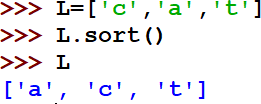 >>> L=['c','a','t']
>>> L.sort()
>>> L
['a', 'c', 't']